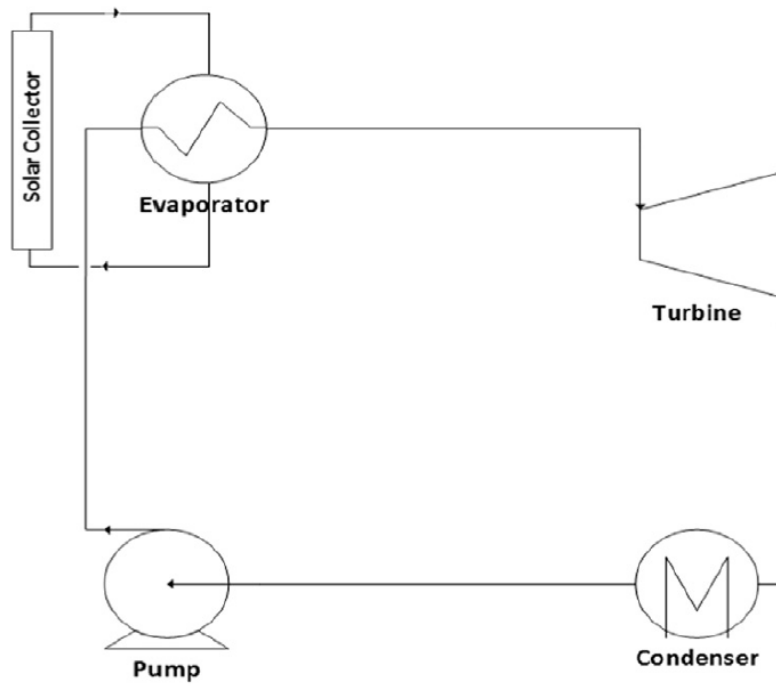 Solar Collector
Evaporator
Turbine
Pump
Condenser